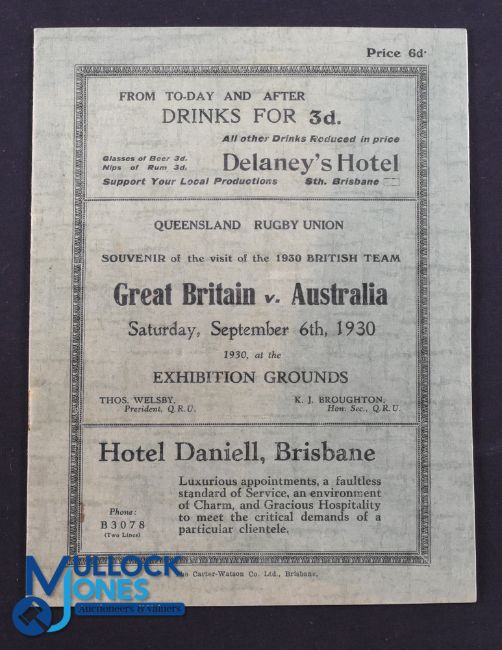 Price 6d.
FROM TO-DAY AND AFTER
DRINKS FOR 3d.
All other Drinks Reduced in price
Glasses of Beer 3d.
Nips of Rum 3d.
Delaney's Hotel
Support Your Local Productions Sth. Brisbane
QUEENSLAND RUGBY UNION
SOUVENIR of the visit of the 1930 BRITISH TEAM
Great Britain v. Australia
Saturday, September 6th, 1930
1930, at the
EXHIBITION GROUNDS
THOS. WELSBY, K. J. BROUGHTON,
President, Q.R.U. Hon. Sec., Q.R.U.
Hotel Daniell, Brisbane
Luxurious appointments, a faultless
standard of Service, an environment
of Charm, and Gracious Hospitality
to meet the critical demands of a
particular clientele.
Phone:
B 3 0 7 8
(Two Lines)
Carter-Watson Co. Ltd., Brisbane.
MULLOCK
JONES
Auctioneers & Valuers